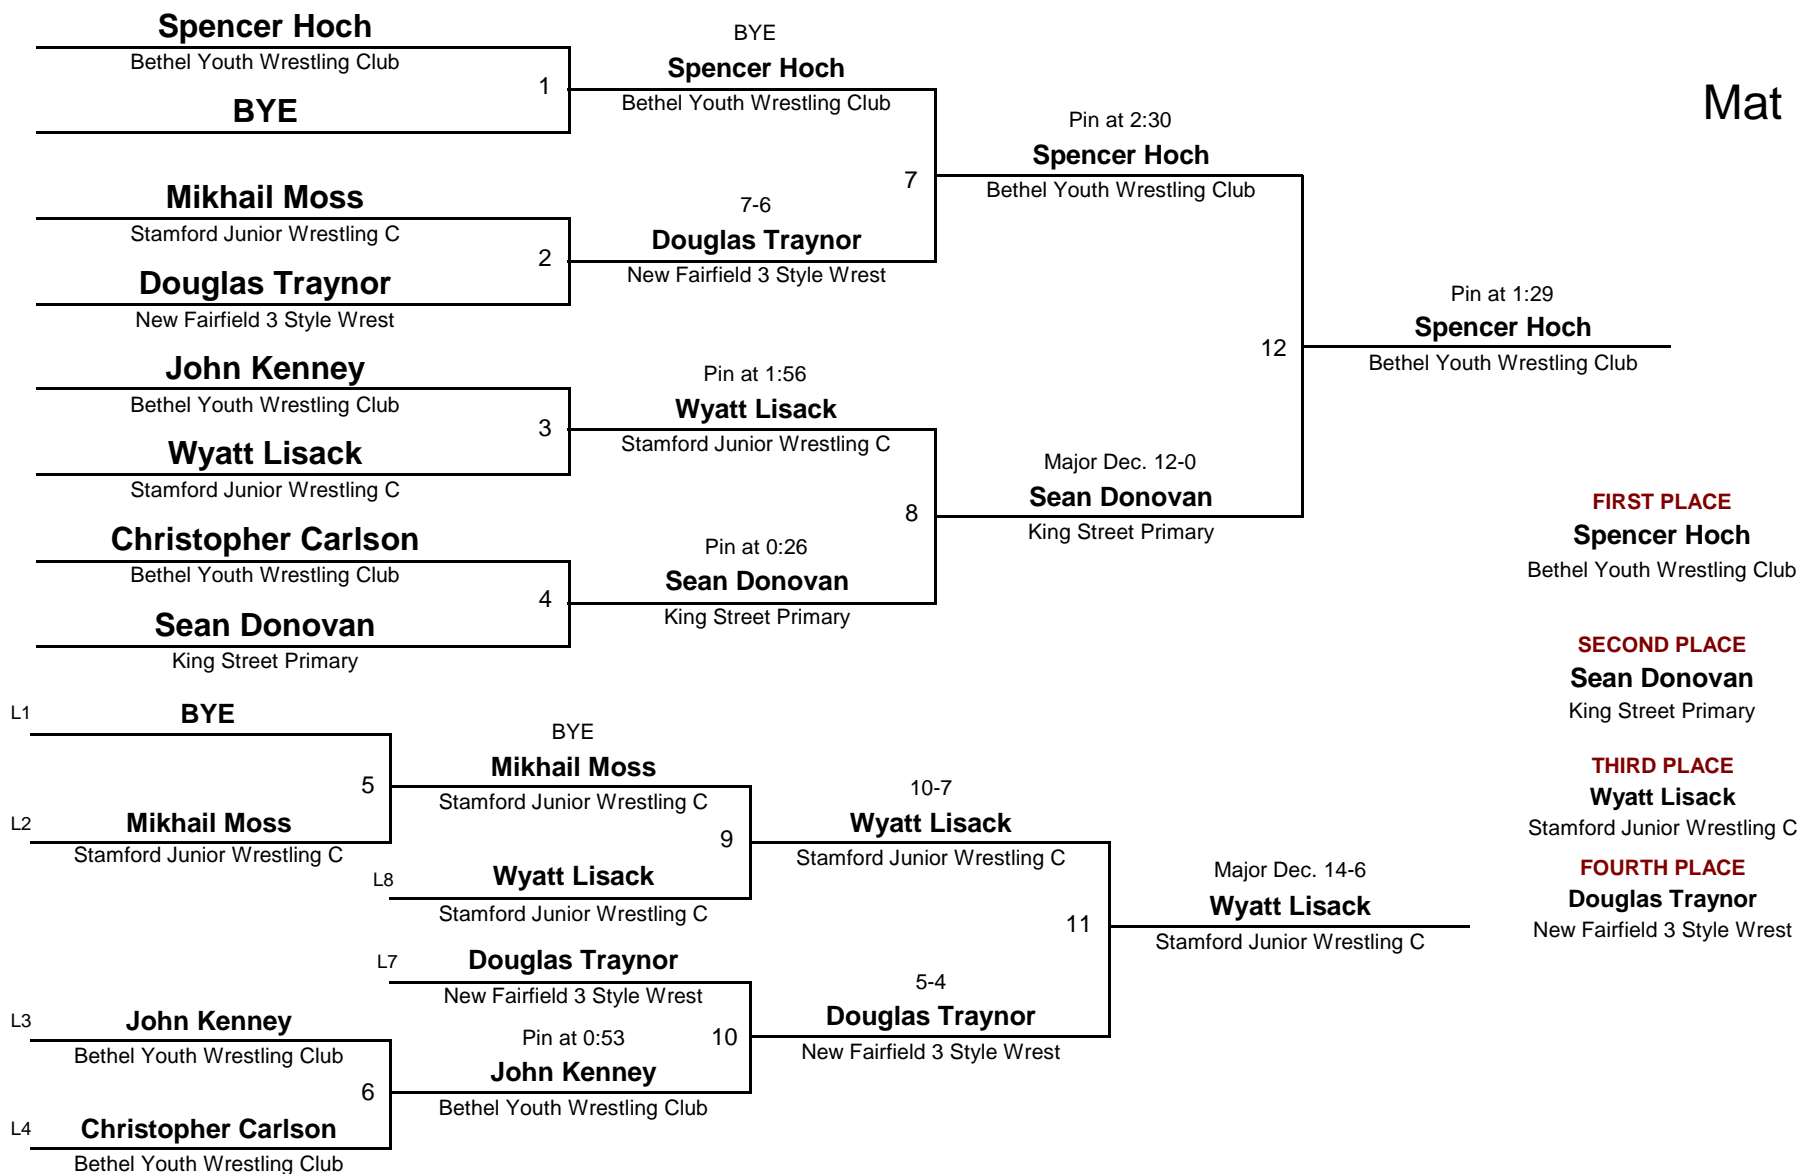 Spencer Hoch
Bethel Youth Wrestling Club
1
BYE
BYE
Spencer Hoch
Bethel Youth Wrestling Club
Mat
Mikhail Moss
Stamford Junior Wrestling C
2
Douglas Traynor
New Fairfield 3 Style Wrest
7-6
Douglas Traynor
New Fairfield 3 Style Wrest
7
Pin at 2:30
Spencer Hoch
Bethel Youth Wrestling Club
John Kenney
Bethel Youth Wrestling Club
3
Wyatt Lisack
Stamford Junior Wrestling C
Pin at 1:56
Wyatt Lisack
Stamford Junior Wrestling C
Christopher Carlson
Bethel Youth Wrestling Club
4
Sean Donovan
King Street Primary
Pin at 0:26
Sean Donovan
King Street Primary
8
Major Dec. 12-0
Sean Donovan
King Street Primary
12
Pin at 1:29
Spencer Hoch
Bethel Youth Wrestling Club
FIRST PLACE
Spencer Hoch
Bethel Youth Wrestling Club
SECOND PLACE
Sean Donovan
King Street Primary
THIRD PLACE
Wyatt Lisack
Stamford Junior Wrestling C
FOURTH PLACE
Douglas Traynor
New Fairfield 3 Style Wrest
L1
BYE
5
L2
Mikhail Moss
Stamford Junior Wrestling C
BYE
Mikhail Moss
Stamford Junior Wrestling C
9
L8
Wyatt Lisack
Stamford Junior Wrestling C
10-7
Wyatt Lisack
Stamford Junior Wrestling C
L7
Douglas Traynor
New Fairfield 3 Style Wrest
L3
John Kenney
Bethel Youth Wrestling Club
6
L4
Christopher Carlson
Bethel Youth Wrestling Club
Pin at 0:53
John Kenney
Bethel Youth Wrestling Club
10
5-4
Douglas Traynor
New Fairfield 3 Style Wrest
11
Major Dec. 14-6
Wyatt Lisack
Stamford Junior Wrestling C